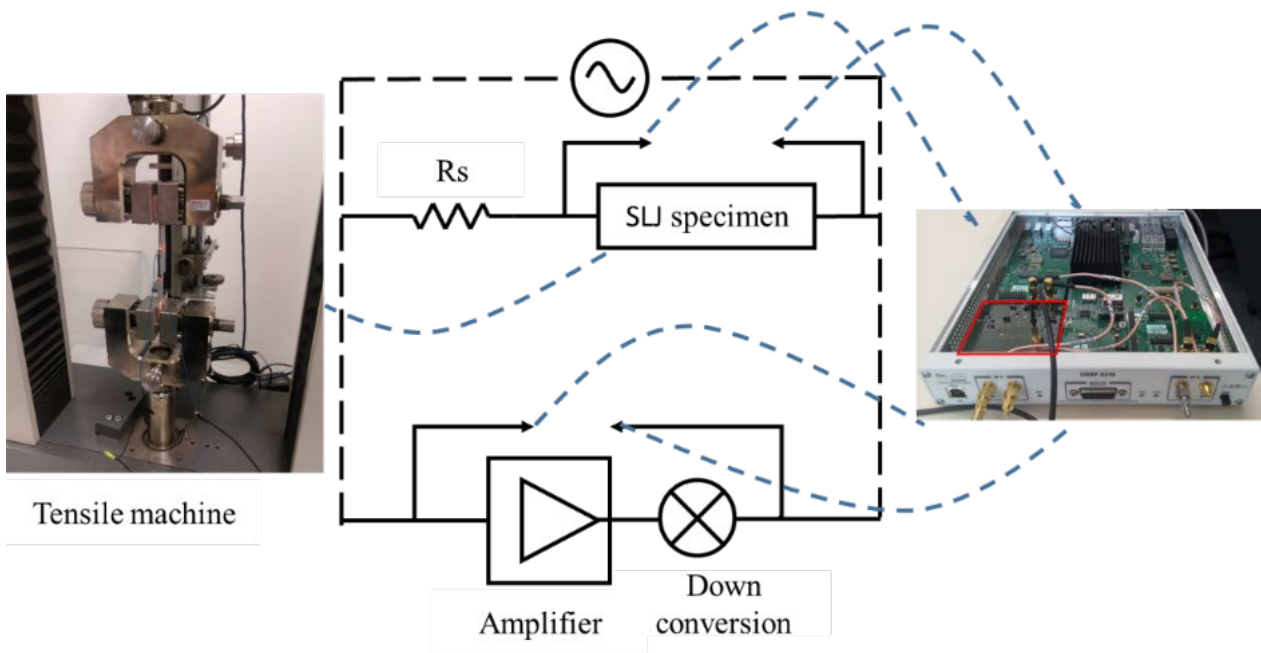 Rs
SLJ specimen
Tensile machine
Amplifier
Down
conversion